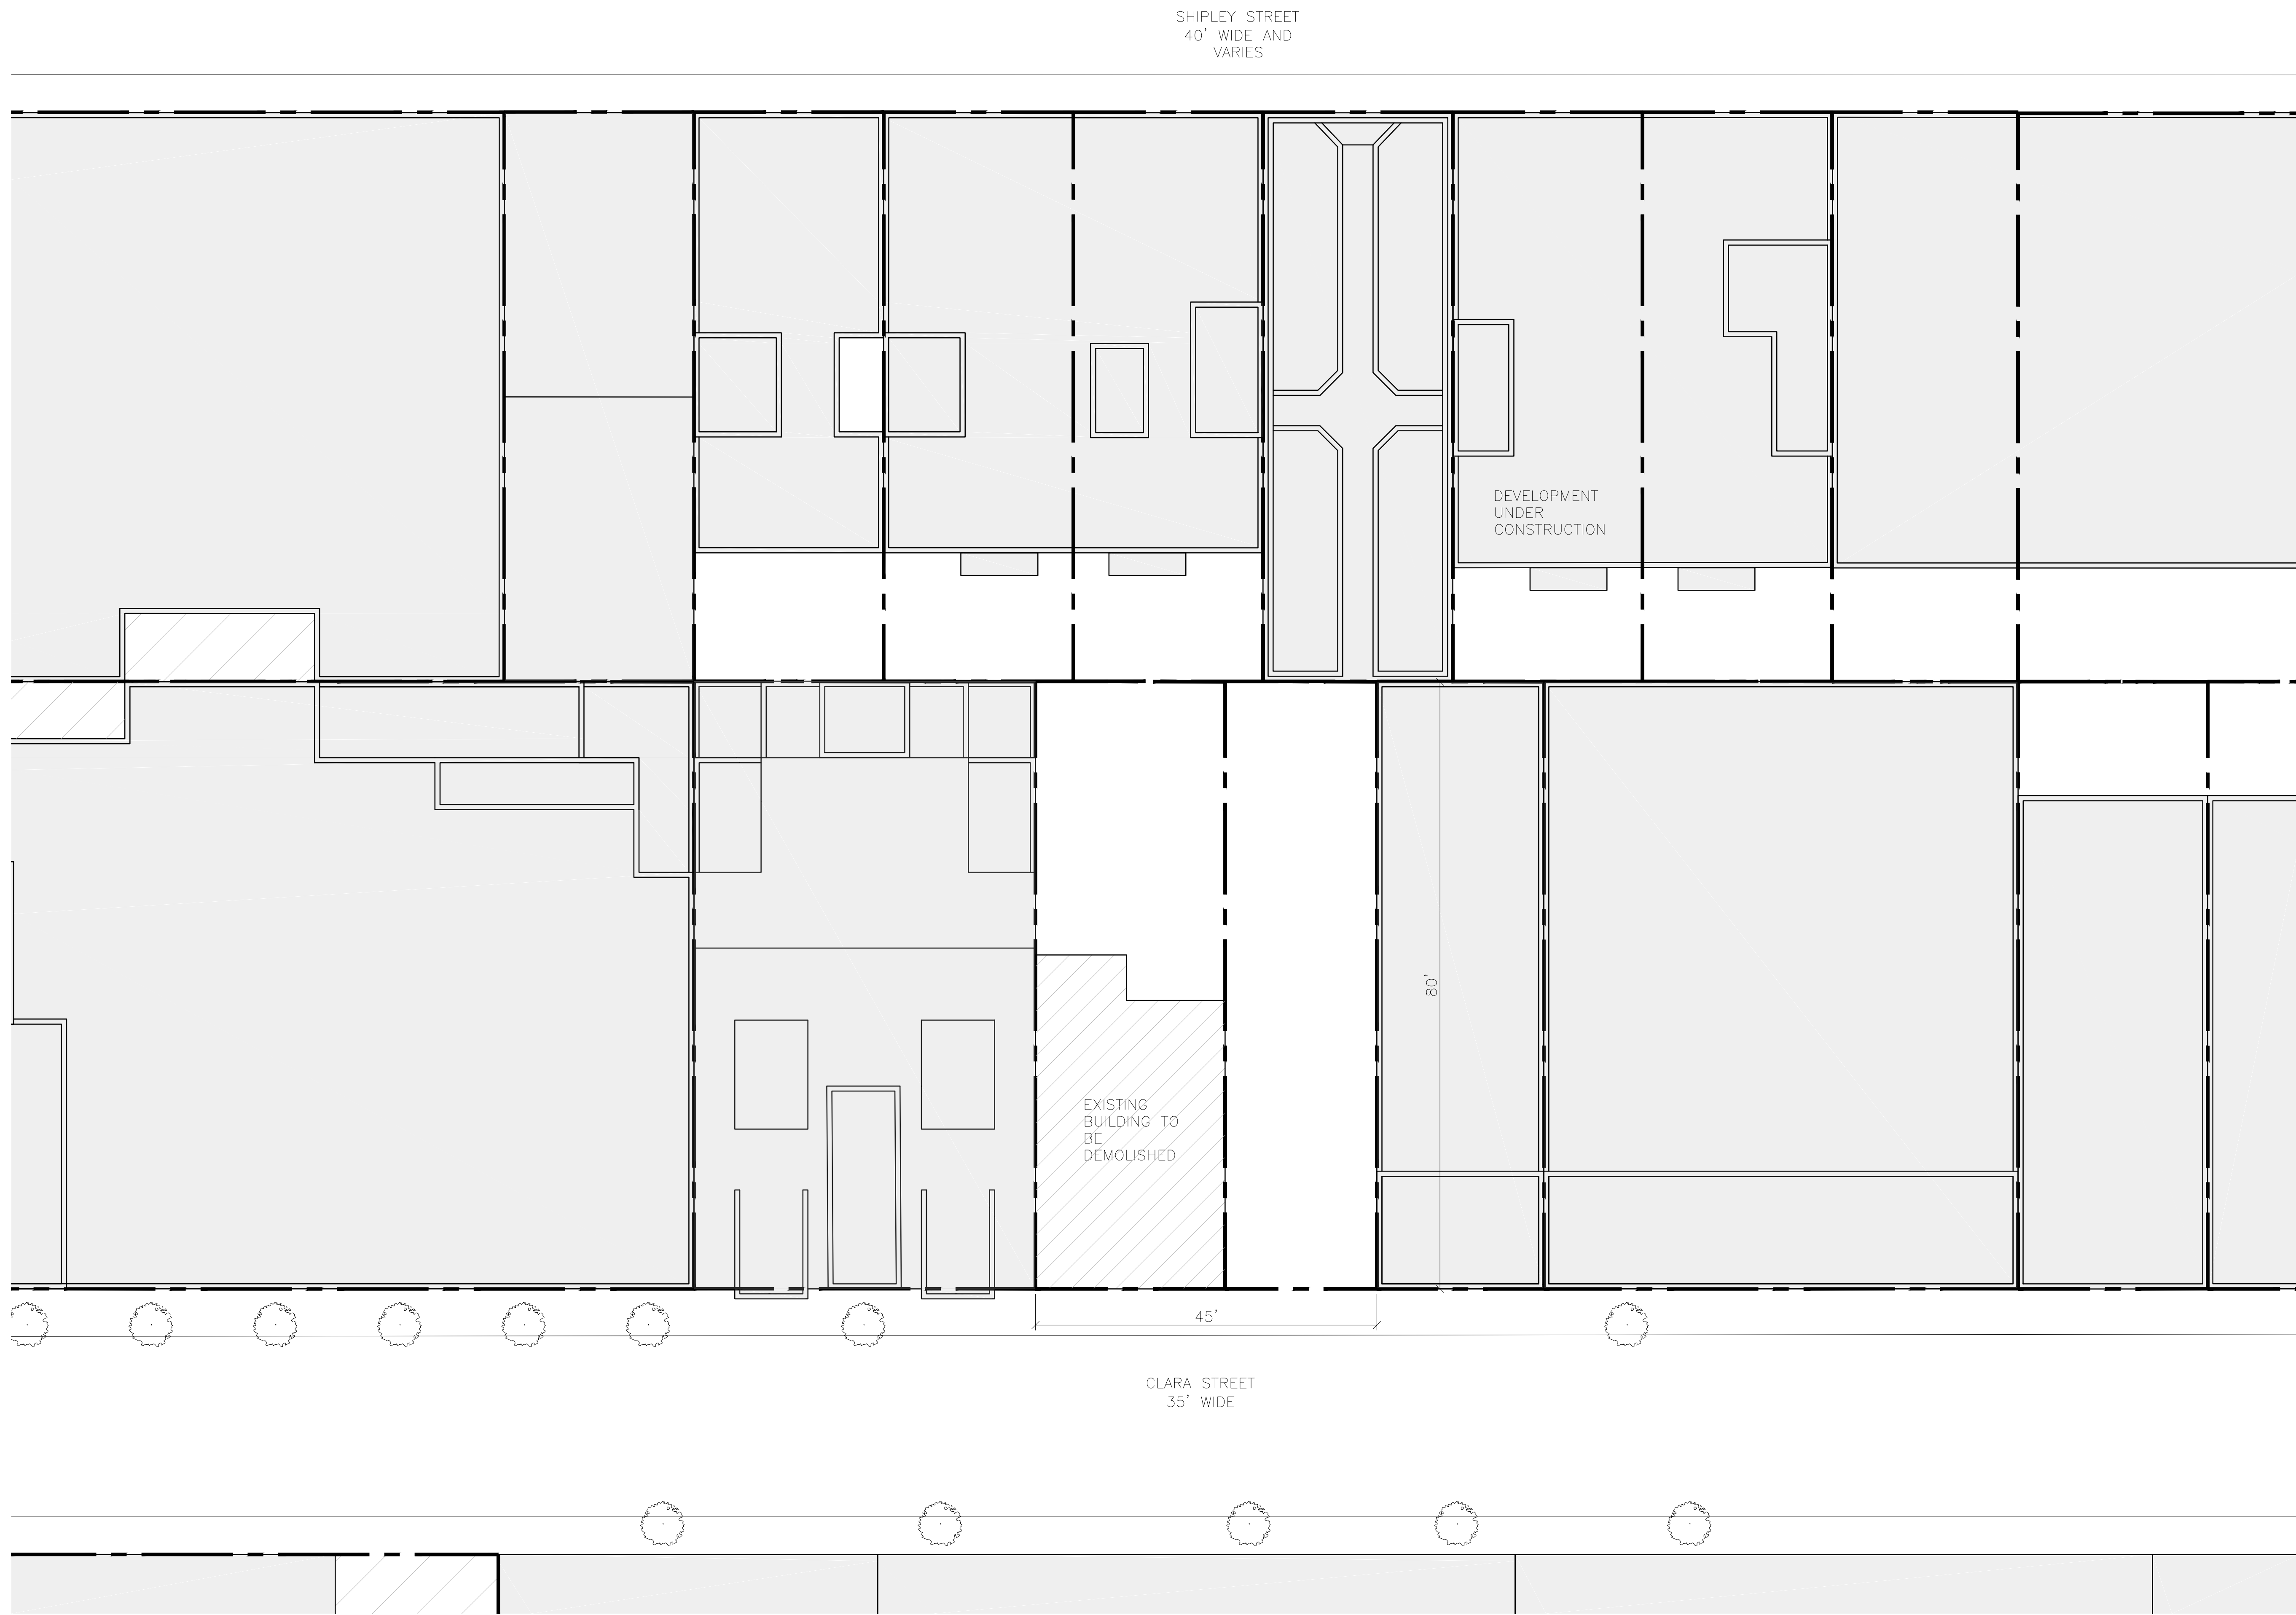 SHIPLEY STREET
40' WIDE AND
VARIES
DEVELOPMENT
UNDER
CONSTRUCTION
80'
EXISTING
BUILDING TO
BE
DEMOLISHED
45'
CLARA STREET
35' WIDE